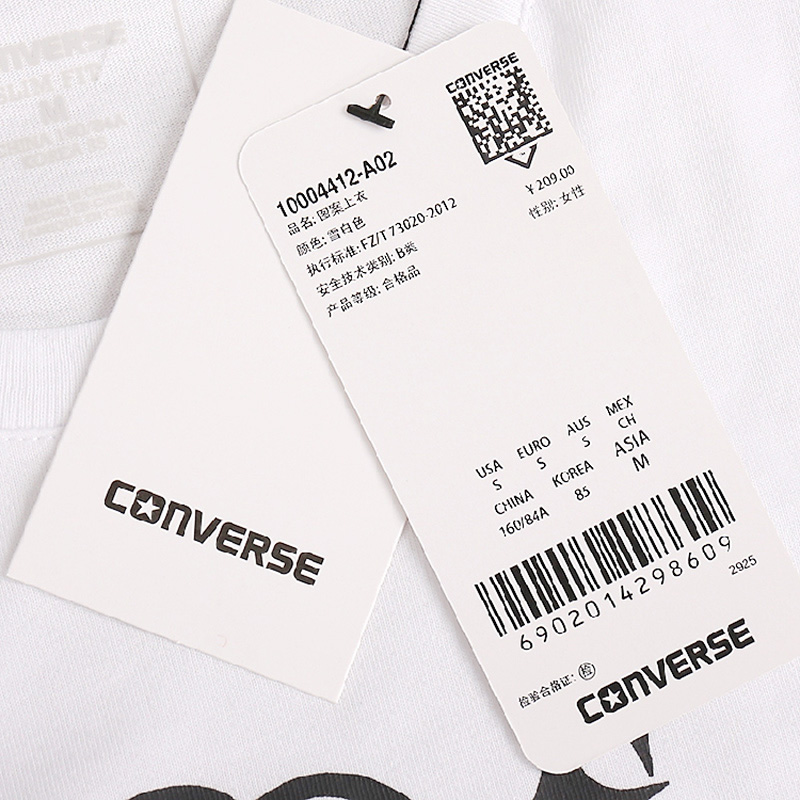 CONVERSE
SLIM FIT
M
CONVERSE
CONVERSE
10004412-A02
品名: 图案上衣
颜色: 雪白色
执行标准: FZ/T 73020-2012
安全技术类别: B类
产品等级: 合格品
¥209.00
性别: 女性
USA EURO AUS MEX
S S S CH
CHINA KOREA ASIA
160/84A 85 M
6902014298609
2925
检验合格证: 检
CONVERSE